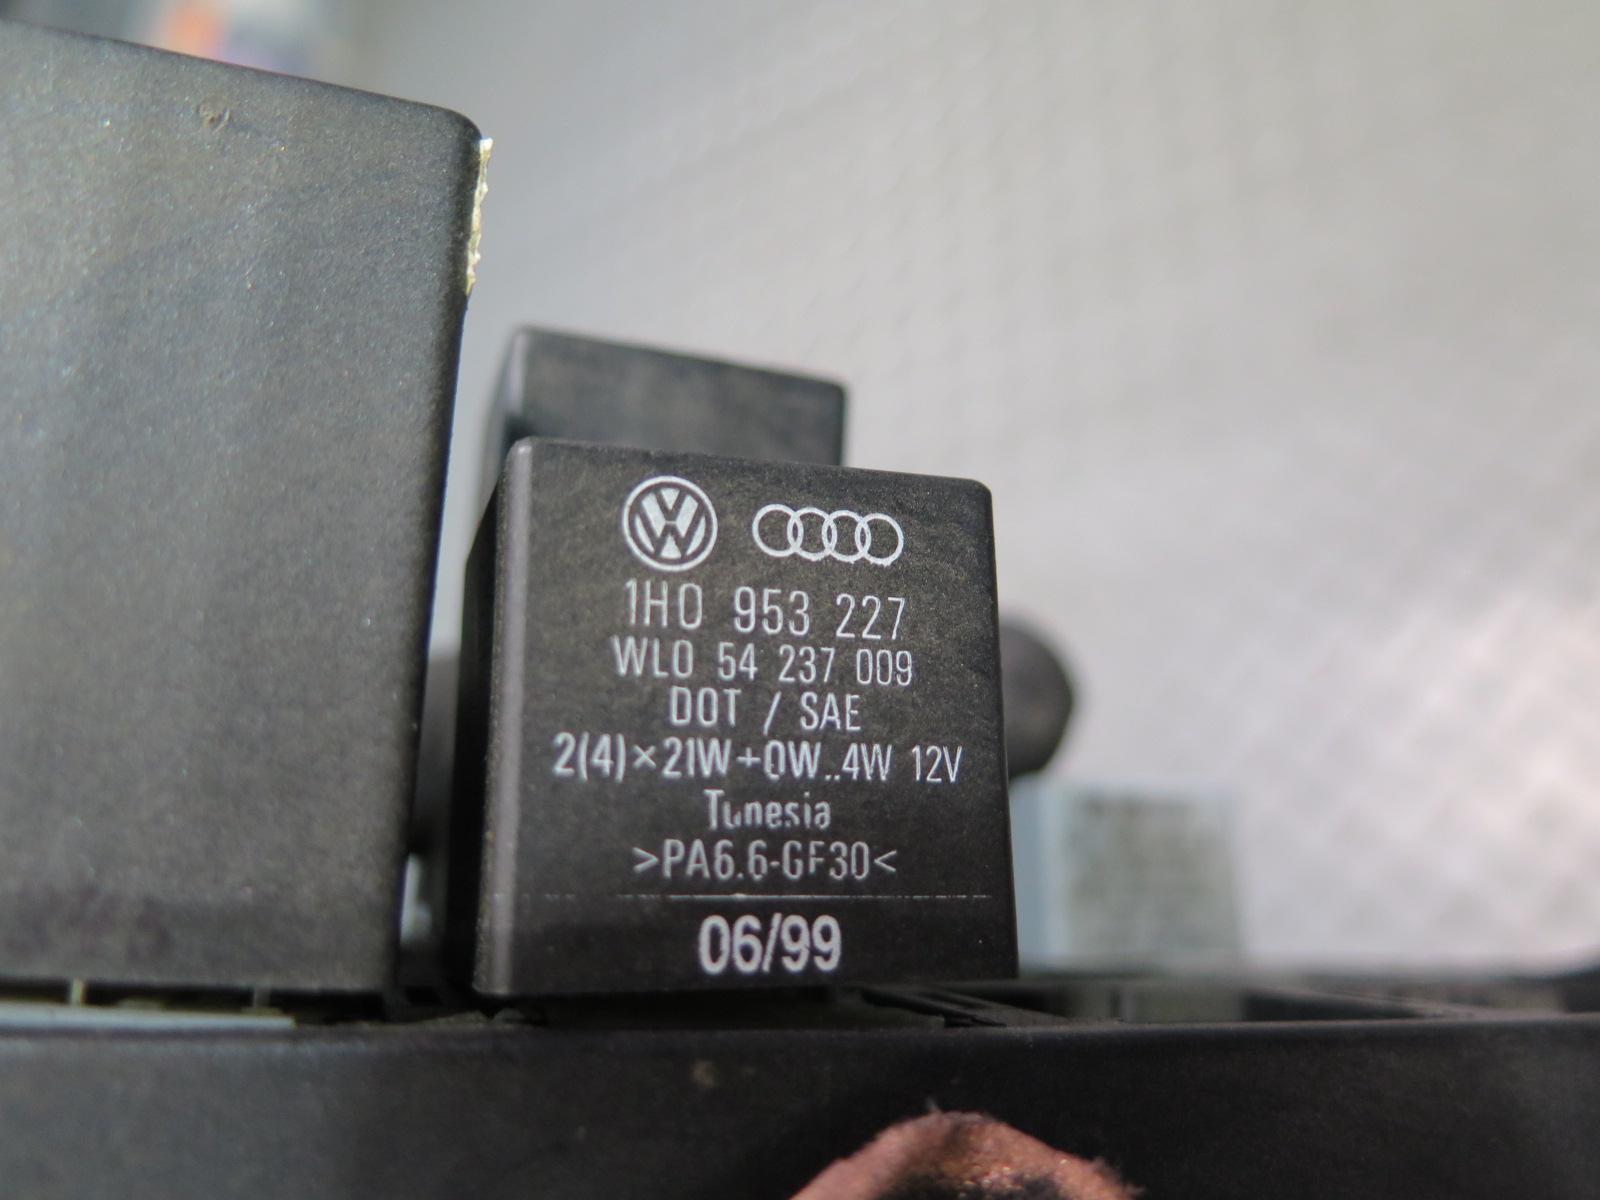 1H0 953 227
WL0 54 237 009
DOT / SAE
2(4)×21W+0W..4W 12V
Tunesia
>PA6.6-GF30<
06/99